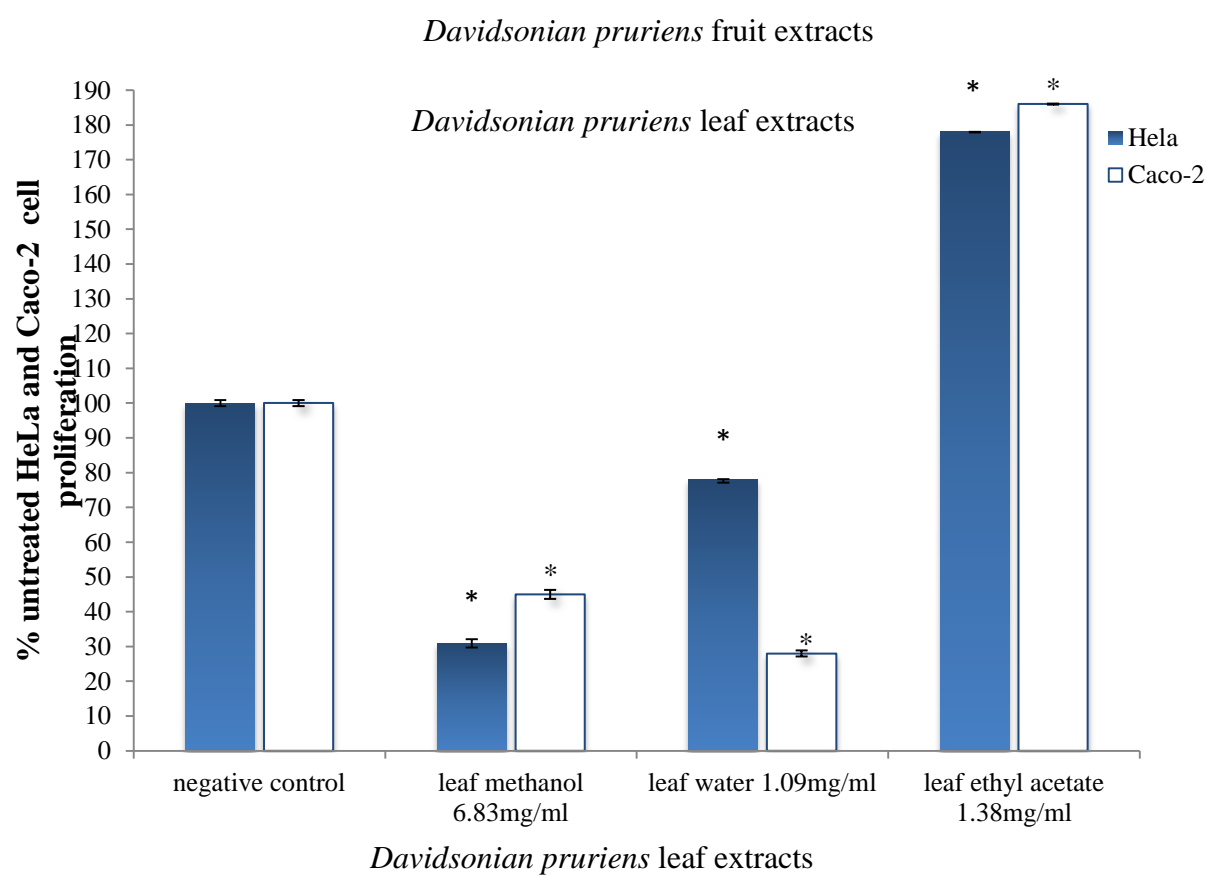 Davidsonian pruriens fruit extracts
Davidsonian pruriens leaf extracts
% untreated HeLa and Caco-2 cell
proliferation
190
180
170
160
150
140
130
120
110
100
90
80
70
60
50
40
30
20
10
0
* *
* *
* *
Hela
Caco-2
negative control
leaf methanol
6.83mg/ml
leaf water 1.09mg/ml
leaf ethyl acetate
1.38mg/ml
Davidsonian pruriens leaf extracts